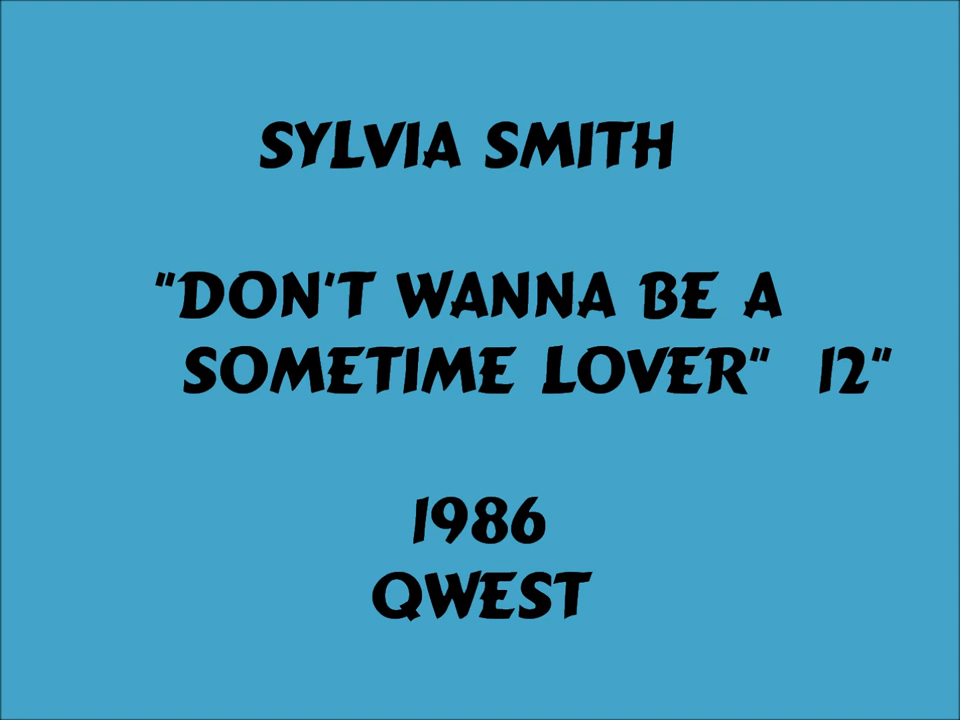 SYLVIA SMITH
"DON'T WANNA BE A
SOMETIME LOVER" 12"
1986
QWEST